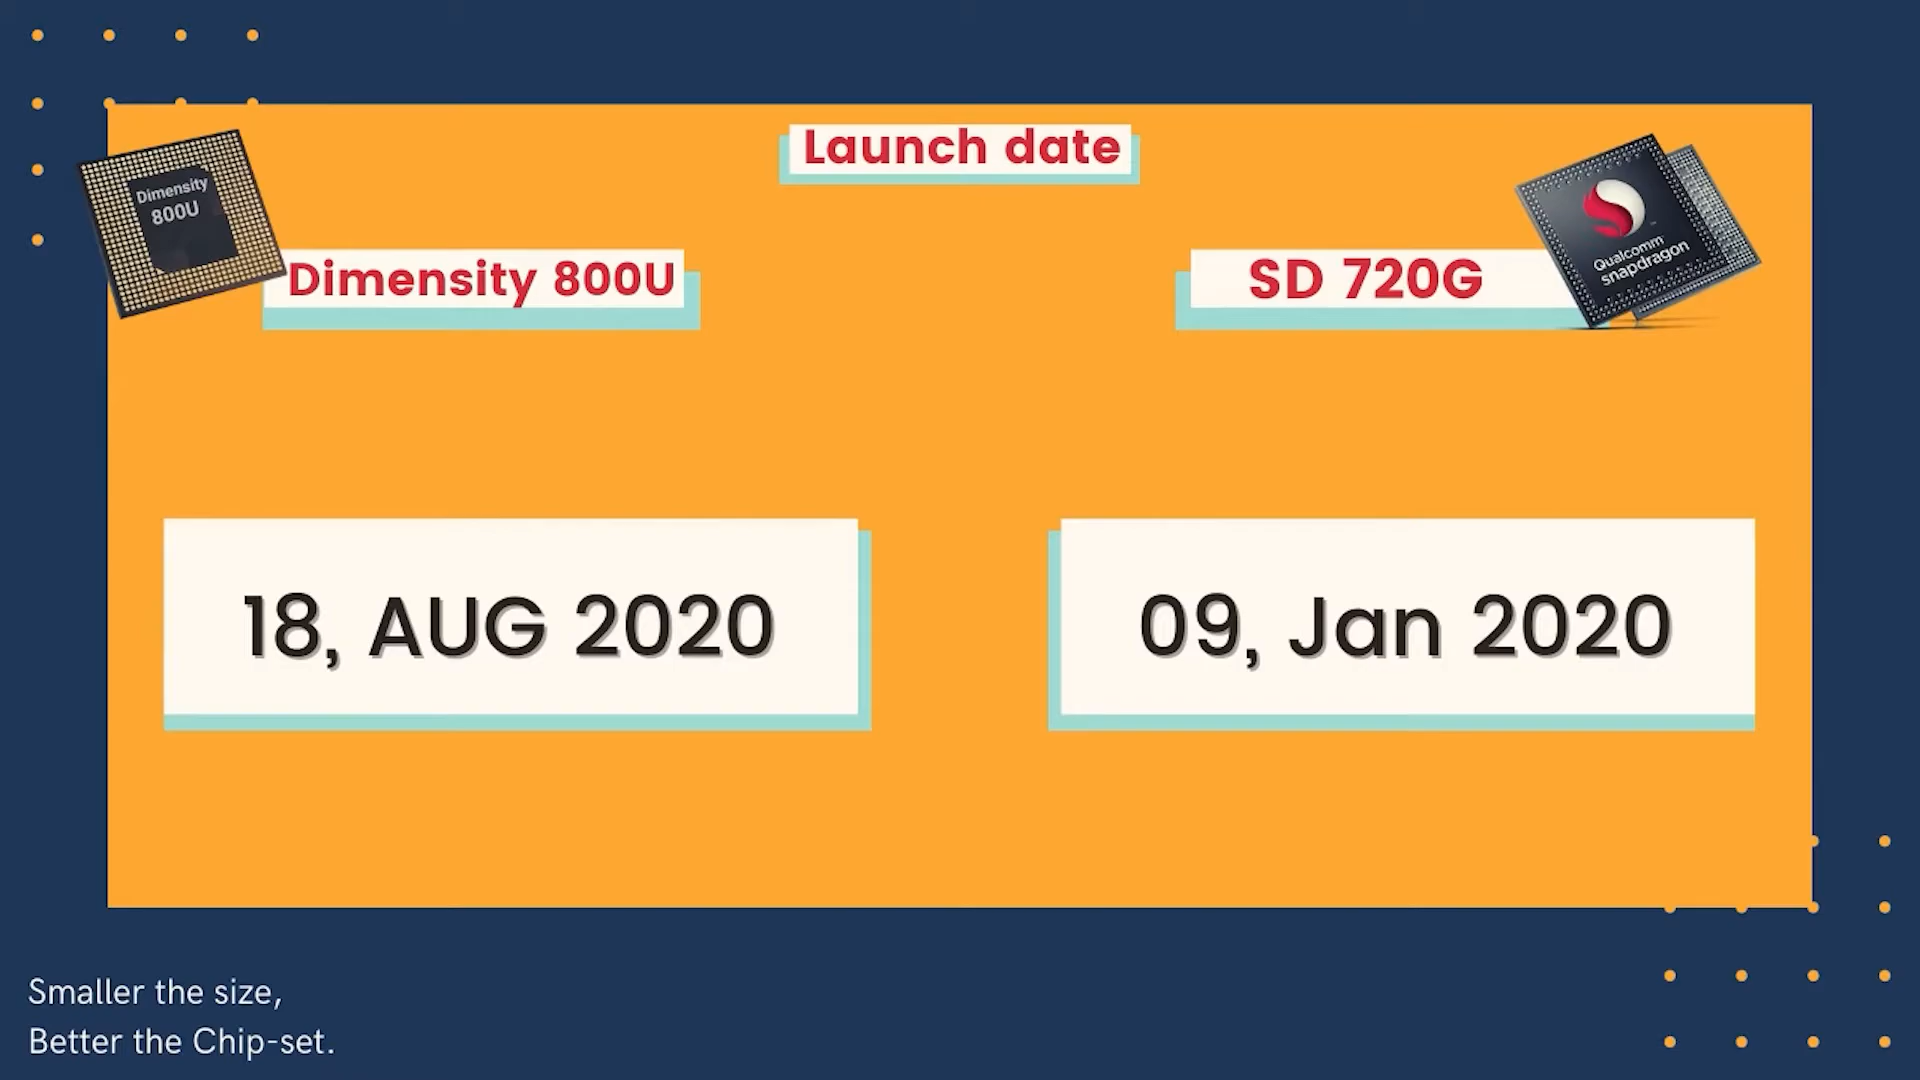 Launch date
Dimensity
800U
Dimensity 800U
SD 720G
Qualcomm
snapdragon
18, AUG 2020
09, Jan 2020
Smaller the size,
Better the Chip-set.